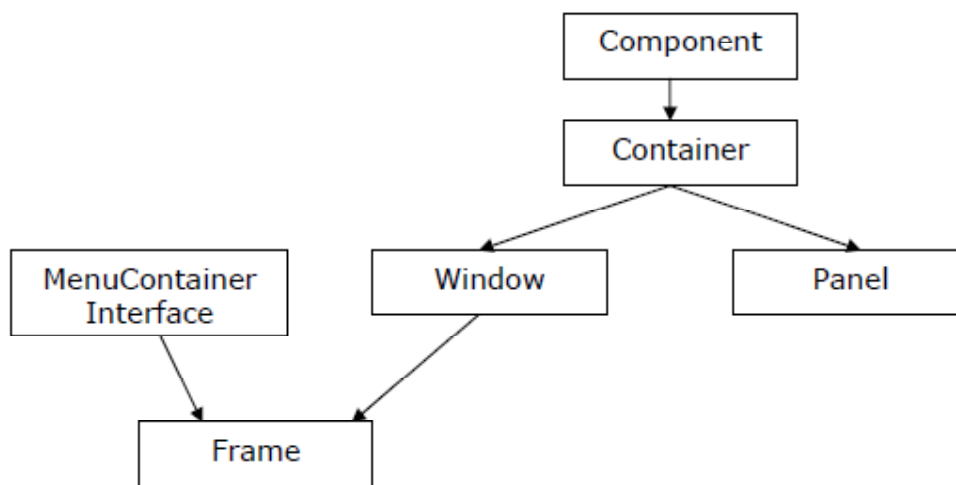 Component
Container
MenuContainer
Interface
Window
Panel
Frame